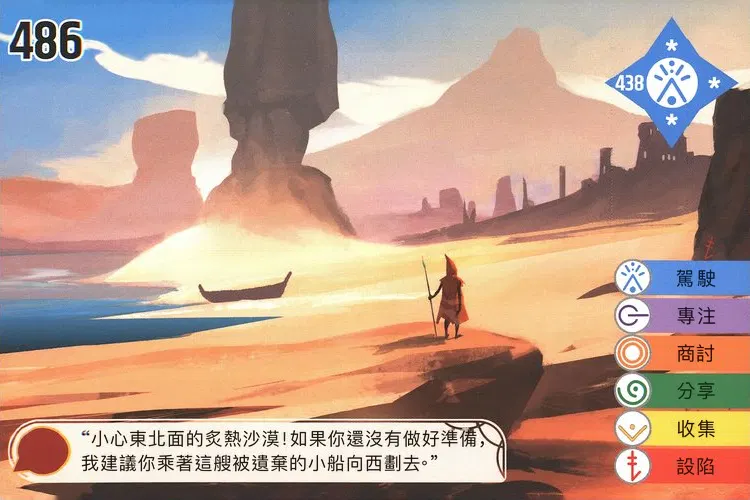 486
438
駕駛
專注
商討
分享
收集
設陷
“小心東北面的炙熱沙漠!如果你還沒有做好準備,
我建議你乘著這艘被遺棄的小船向西劃去。”